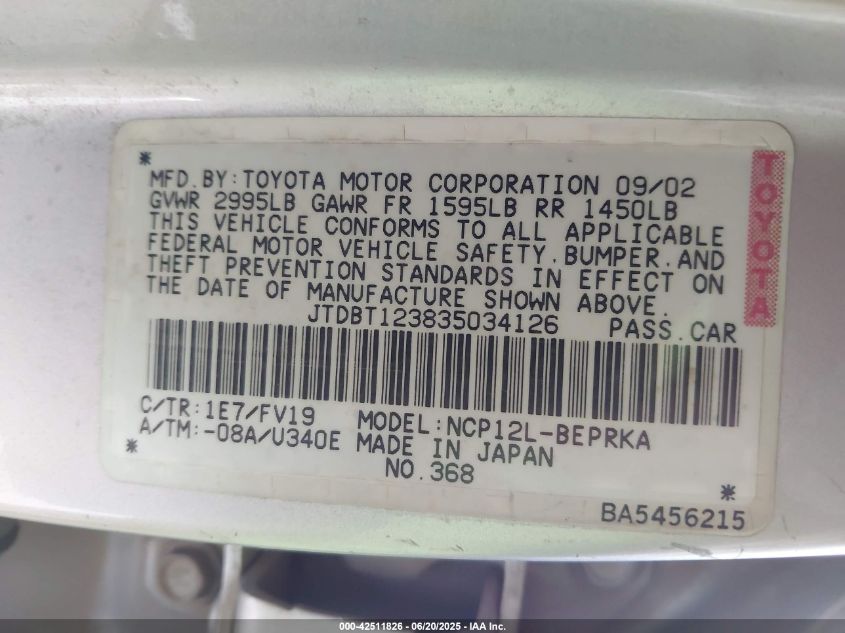 *
MFD.BY:TOYOTA MOTOR CORPORATION 09/02
GVWR 2995LB GAWR FR 1595LB RR 1450LB
THIS VEHICLE CONFORMS TO ALL APPLICABLE
FEDERAL MOTOR VEHICLE SAFETY,BUMPER,AND
THEFT PREVENTION STANDARDS IN EFFECT ON
THE DATE OF MANUFACTURE SHOWN ABOVE.
TOYOTA
JTDBT123835034126 PASS.CAR
C/TR:1E7/FV19 MODEL:NCP12L-BEPRKA
A/TM:-08A/U340E MADE IN JAPAN
* NO.368 *
BA5456215
000-42511826 - 06/20/2025 - IAA Inc.